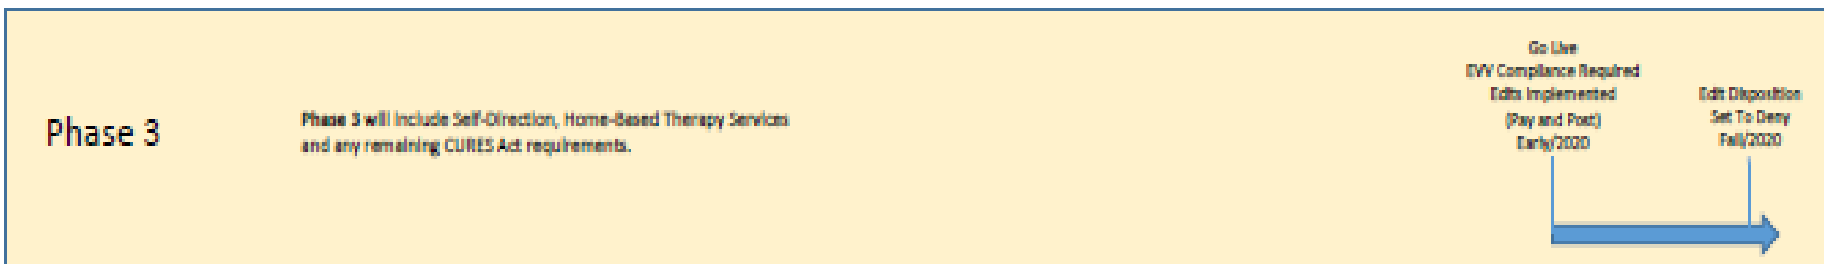 Phase 3
Phase 3 will include Self-Direction, Home-Based Therapy Services
and any remaining CURES Act requirements.
Go Live
EVV Compliance Required
Edits Implemented
(Pay and Post)
Early/2020
Edit Disposition
Set To Deny
Fall/2020